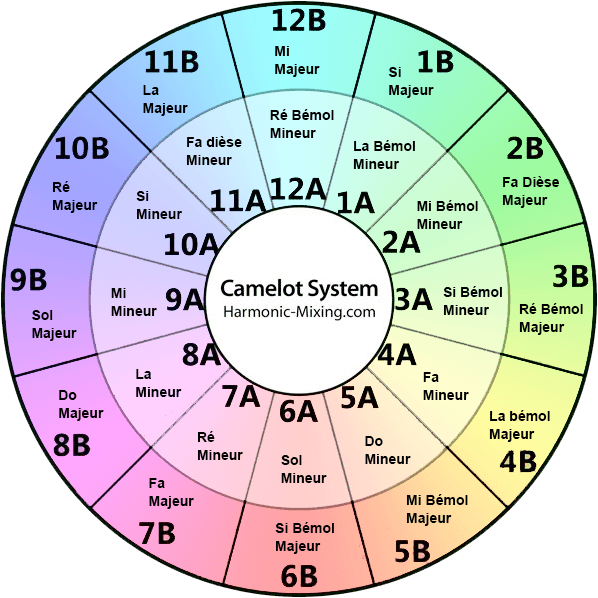 12B
Mi
Majeur
1B
Si
Majeur
2B
Fa Dièse
Majeur
3B
Ré Bémol
Majeur
La bémol
Majeur
4B
Mi Bémol
Majeur
5B
Si Bémol
Majeur
6B
Fa
Majeur
7B
Do
Majeur
8B
9B
Sol
Majeur
10B
Ré
Majeur
11B
La
Majeur
Ré Bémol
Mineur
12A
La Bémol
Mineur
1A
Mi Bémol
Mineur
2A
Si Bémol
Mineur
3A
4A
Fa
Mineur
5A
Do
Mineur
6A
Sol
Mineur
7A
Ré
Mineur
8A
La
Mineur
Mi
Mineur
9A
Si
Mineur
10A
Fa dièse
Mineur
11A
Camelot System
Harmonic-Mixing.com